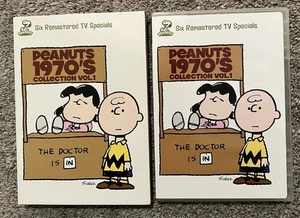 Six Remastered TV Specials
PEANUTS
1970'S
COLLECTION VOL.1
THE DOCTOR
IS IN
Six Remastered TV Specials
PEANUTS
1970'S
COLLECTION VOL.1
THE DOCTOR
IS IN